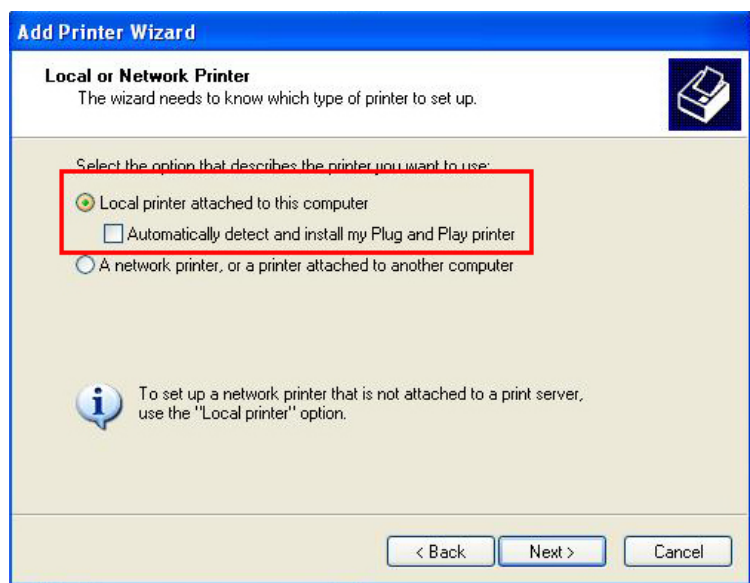 Add Printer Wizard
Local or Network Printer
The wizard needs to know which type of printer to set up.
Select the option that describes the printer you want to use:
Local printer attached to this computer
Automatically detect and install my Plug and Play printer
A network printer, or a printer attached to another computer
To set up a network printer that is not attached to a print server,
use the "Local printer" option.
< Back
Next >
Cancel